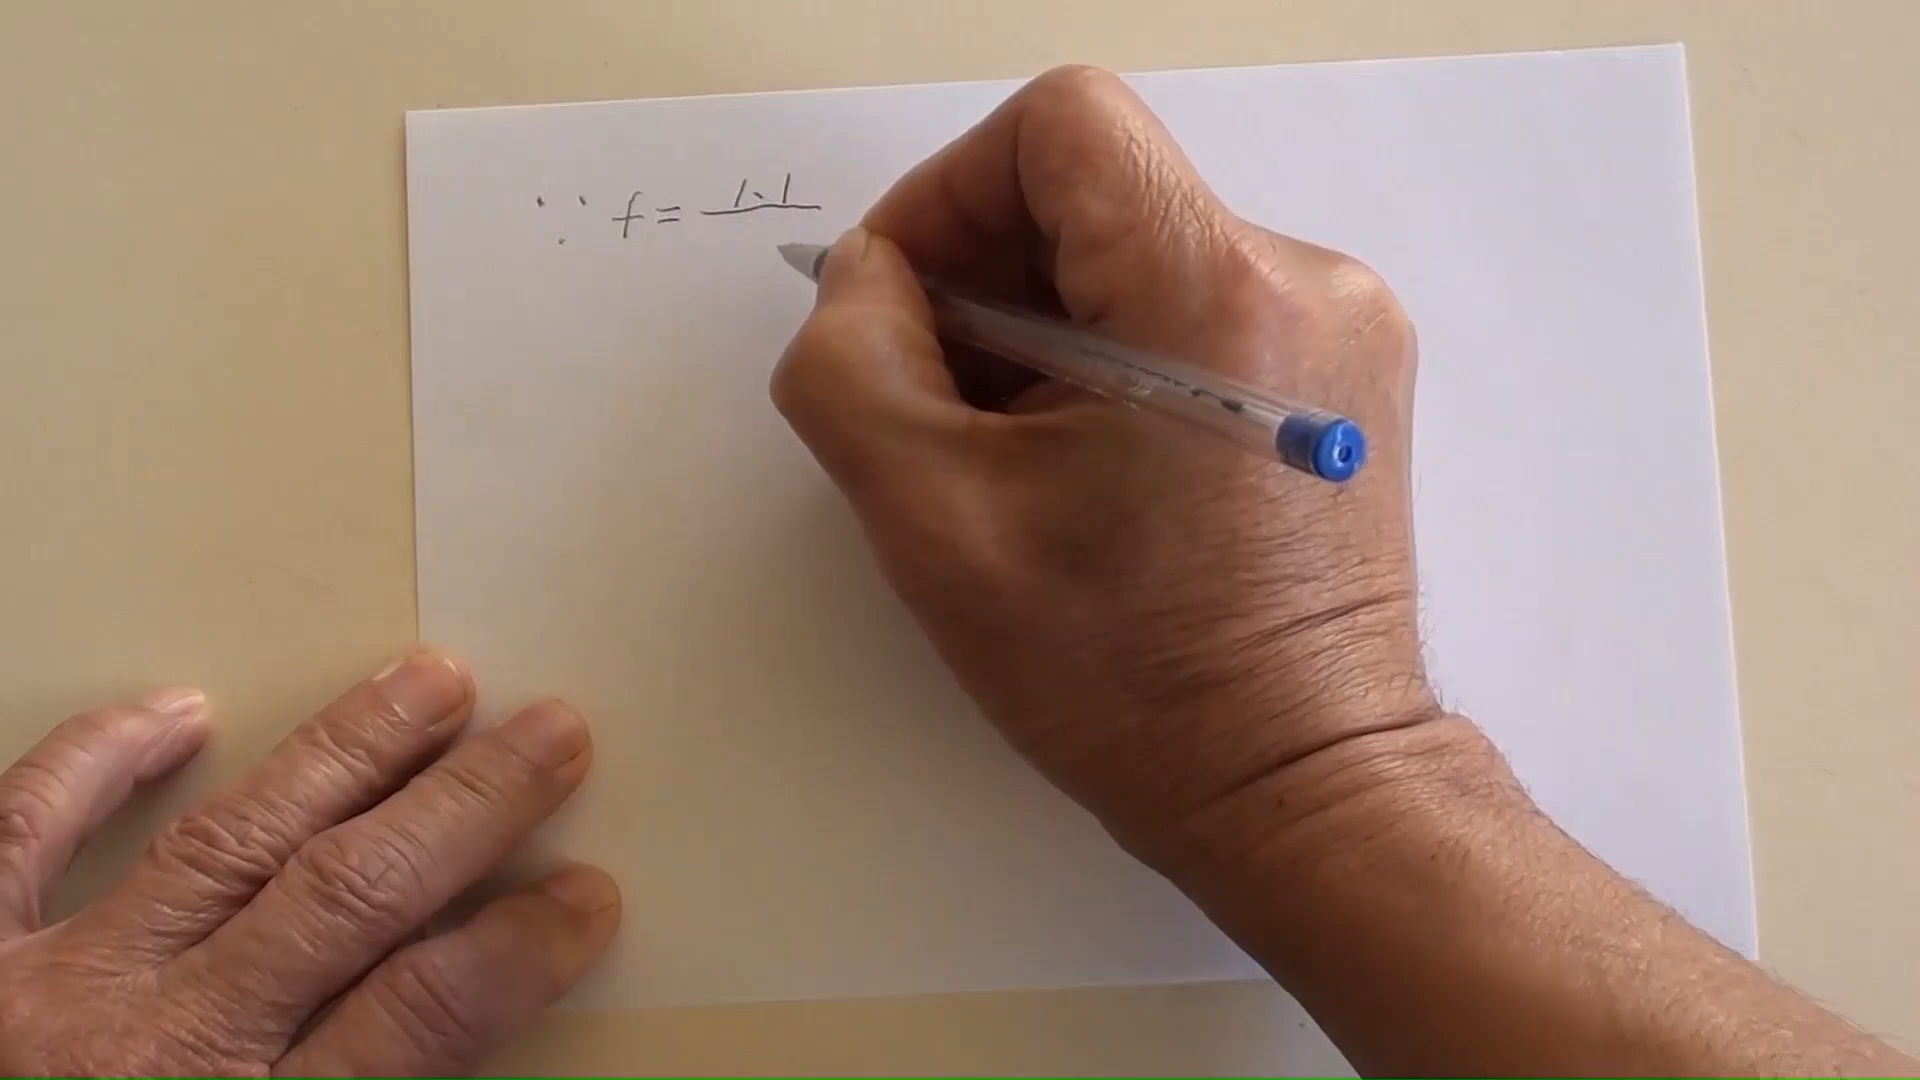 ∵ f = 1.1